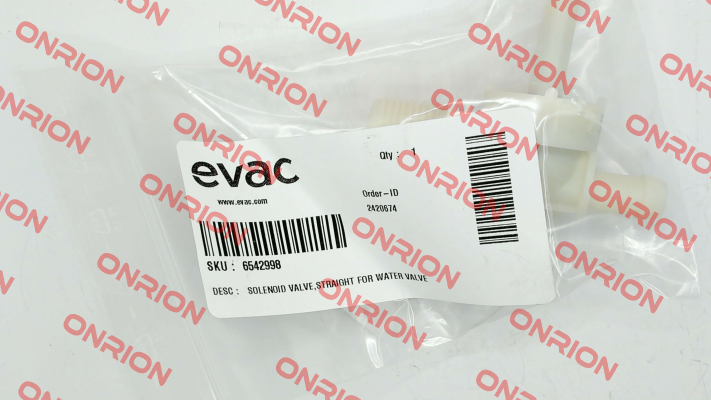 evac
www.evac.com
Qty : 1
Order-ID
2420674
SKU : 6542998
DESC : SOLENOID VALVE,STRAIGHT FOR WATER VALVE
ONRION